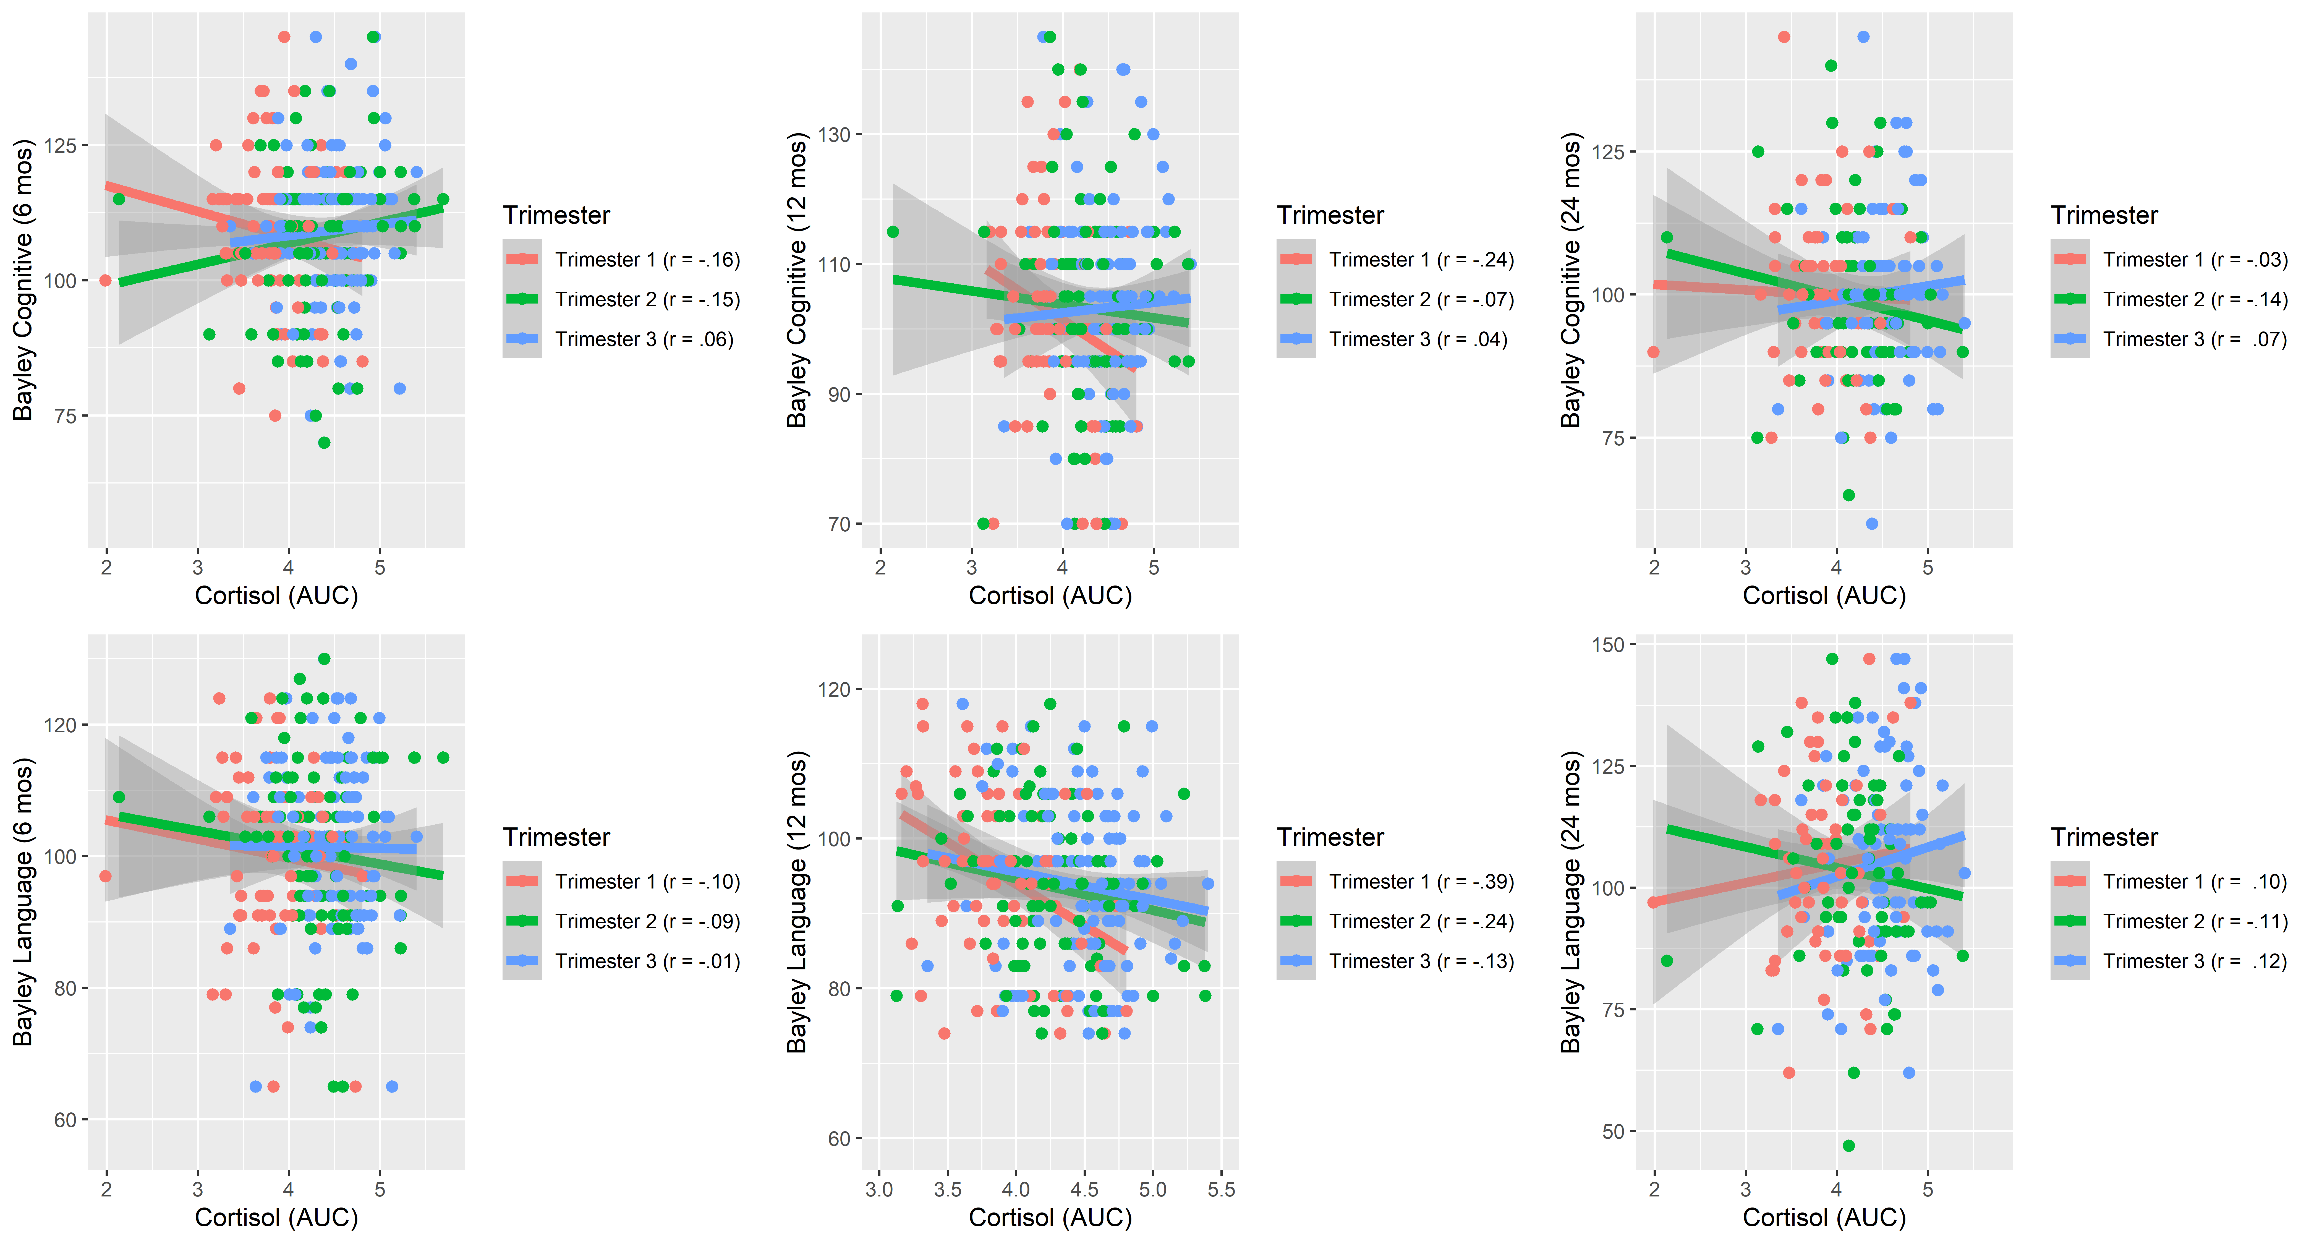 Bayley Cognitive (6 mos)
125
100
75
2 3 4 5
Cortisol (AUC)
Trimester
Trimester 1 (r = -.16)
Trimester 2 (r = -.15)
Trimester 3 (r = .06)
Bayley Cognitive (12 mos)
130
110
90
70
2 3 4 5
Cortisol (AUC)
Trimester
Trimester 1 (r = -.24)
Trimester 2 (r = -.07)
Trimester 3 (r = .04)
Bayley Cognitive (24 mos)
125
100
75
2 3 4 5
Cortisol (AUC)
Trimester
Trimester 1 (r = -.03)
Trimester 2 (r = -.14)
Trimester 3 (r =  .07)
Bayley Language (6 mos)
120
100
80
60
2 3 4 5
Cortisol (AUC)
Trimester
Trimester 1 (r = -.10)
Trimester 2 (r = -.09)
Trimester 3 (r = -.01)
Bayley Language (12 mos)
120
100
80
60
3.0 3.5 4.0 4.5 5.0 5.5
Cortisol (AUC)
Trimester
Trimester 1 (r = -.39)
Trimester 2 (r = -.24)
Trimester 3 (r = -.13)
Bayley Language (24 mos)
150
125
100
75
50
2 3 4 5
Cortisol (AUC)
Trimester
Trimester 1 (r =  .10)
Trimester 2 (r = -.11)
Trimester 3 (r =  .12)